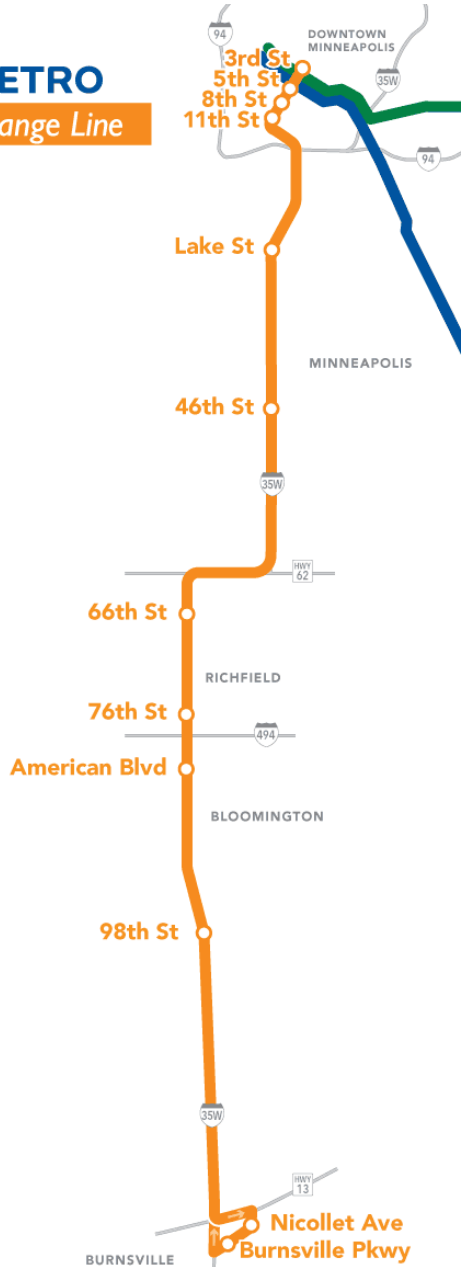 94
DOWNTOWN
MINNEAPOLIS
3rd St
ETRO
5th St
35W
8th St
ange Line
11th St
94
Lake St
MINNEAPOLIS
46th St
35W
HWY
62
66th St
RICHFIELD
76th St
494
American Blvd
BLOOMINGTON
98th St
35W
HWY
13
Nicollet Ave
Burnsville Pkwy
BURNSVILLE